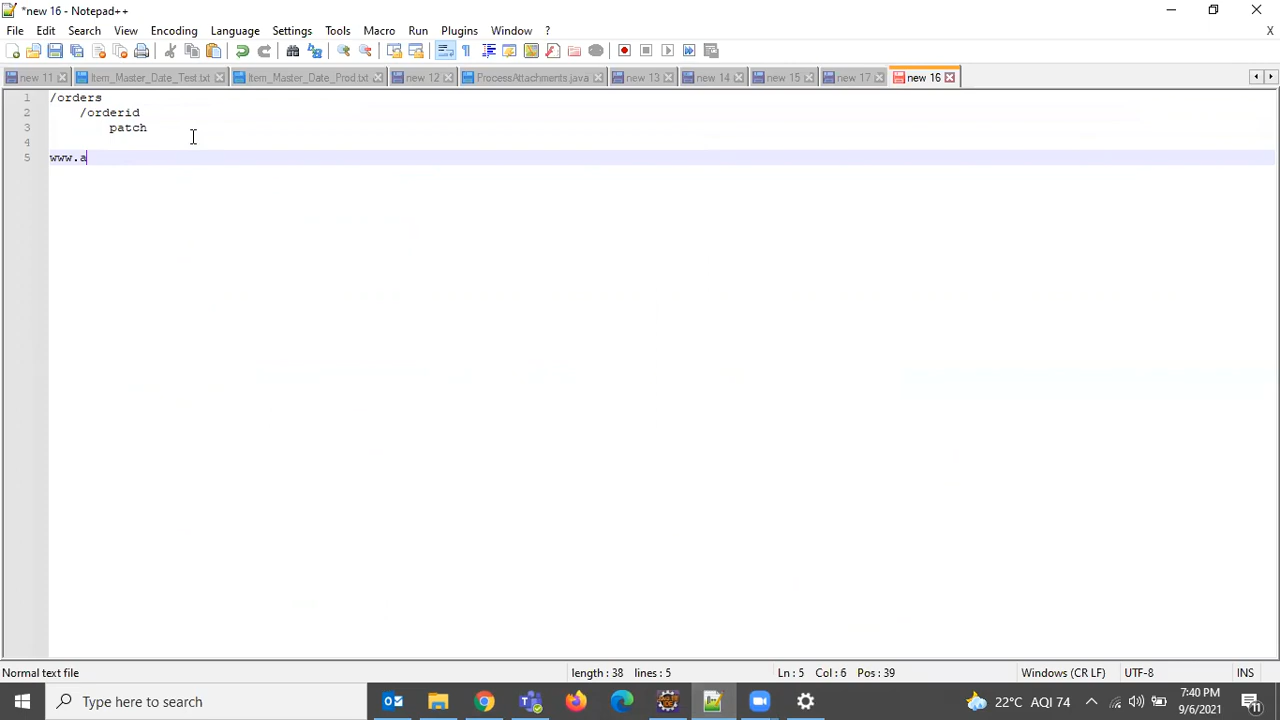 *new 16 - Notepad++
File Edit Search View Encoding Language Settings Tools Macro Run Plugins Window ? X
new 11 Item_Master_Date_T Item_Master_Date_Prod.txt new 12 ProcessAttachments.java new 13 new 14 new 15 new 17 new 16
1 /orders
2 /orderid
3 patch
4
5 www.a
Normal text file length : 38 lines : 5 Ln : 5 Col : 6 Pos : 39 Windows (CR LF) UTF-8 INS
Type here to search 22°C AQI 74 7:40 PM
9/6/2021 11